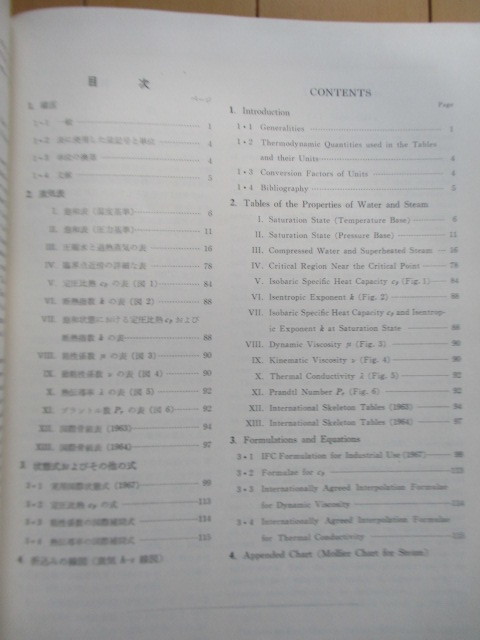 目 次
1. 緒言
1・1 一般 1
1・2 表に使用した量記号と単位 4
1・3 単位の換算 4
1・4 文献 5
2. 蒸気表
I. 飽和表 (温度基準) 6
II. 飽和表 (圧力基準) 11
III. 圧縮水と過熱蒸気の表 16
IV. 臨界点近傍の詳細な表 78
V. 定圧比熱 cp の表 (図 1) 84
VI. 断熱指数 k の表 (図 2) 88
VII. 飽和状態における定圧比熱 cp および
断熱指数 k の表 88
VIII. 粘性係数 の表 (図 3) 90
IX. 動粘性係数 ν の表 (図 4) 90
X. 熱伝導率 λ の表 (図 5) 92
XI. プラントル数 Pr の表 (図 6) 92
XII. 国際骨組表 (1963) 94
XIII. 国際骨組表 (1964) 97
3. 状態式およびその他の式
3・1 実用国際状態式 (1967) 99
3・2 定圧比熱 cp の式 113
3・3 粘性係数の国際補間式 114
3・4 熱伝導率の国際補間式 115
4. 折込みの線図 (蒸気 h-s 線図)
CONTENTS
Page
1. Introduction
1・1 Generalities 1
1・2 Thermodynamic Quantities used in the Tables
and their Units 4
1・3 Conversion Factors of Units 4
1・4 Bibliography 5
2. Tables of the Properties of Water and Steam
I. Saturation State (Temperature Base) 6
II. Saturation State (Pressure Base) 11
III. Compressed Water and Superheated Steam 16
IV. Critical Region Near the Critical Point 78
V. Isobaric Specific Heat Capacity cp (Fig. 1) 84
VI. Isentropic Exponent k (Fig. 2) 88
VII. Isobaric Specific Heat Capacity cp and Isentrop-
ic Exponent k at Saturation State 88
VIII. Dynamic Viscosity (Fig. 3) 90
IX. Kinematic Viscosity ν (Fig. 4) 90
X. Thermal Conductivity λ (Fig. 5) 92
XI. Prandtl Number Pr (Fig. 6) 92
XII. International Skeleton Tables (1963) 94
XIII. International Skeleton Tables (1964) 97
3. Formulations and Equations
3・1 IFC Formulation for Industrial Use (1967) 99
3・2 Formulae for cp 113
3・3 Internationally Agreed Interpolation Formulae
for Dynamic Viscosity 114
3・4 Internationally Agreed Interpolation Formulae
for Thermal Conductivity 115
4. Appended Chart (Mollier Chart for Steam)